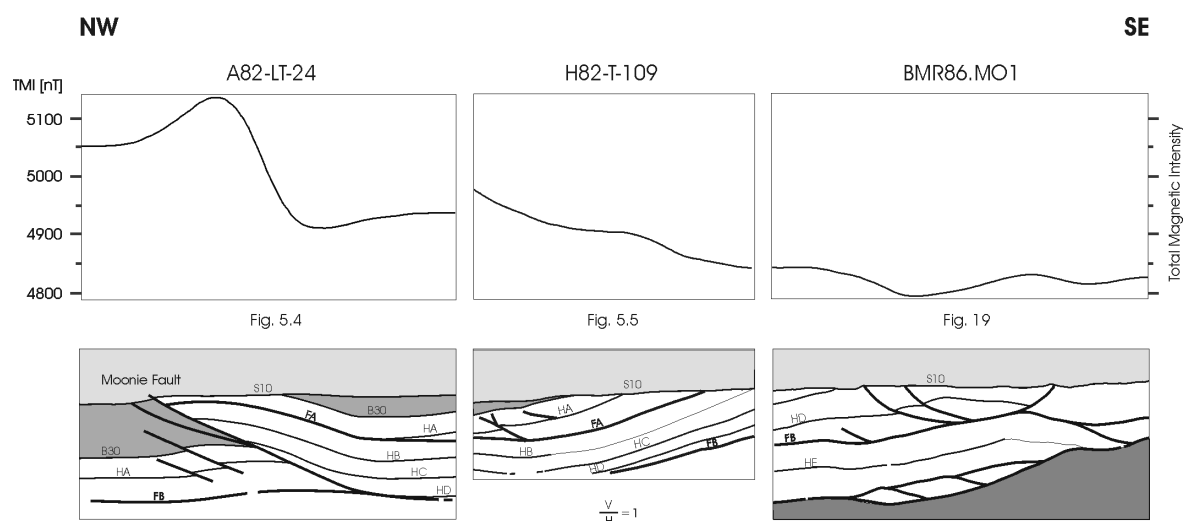 NW SE
A82-LT-24 H82-T-109 BMR86.MO1
TMI [nT]
5100
5000
4900
4800
Total Magnetic Intensity
Fig. 5.4 Fig. 5.5 Fig. 19
Moonie Fault S10 S10 S10
B30 FA HA FA HD
HA
B30 HB HB HC FB FB
HA HC HD HE
FB HD
V
H =1